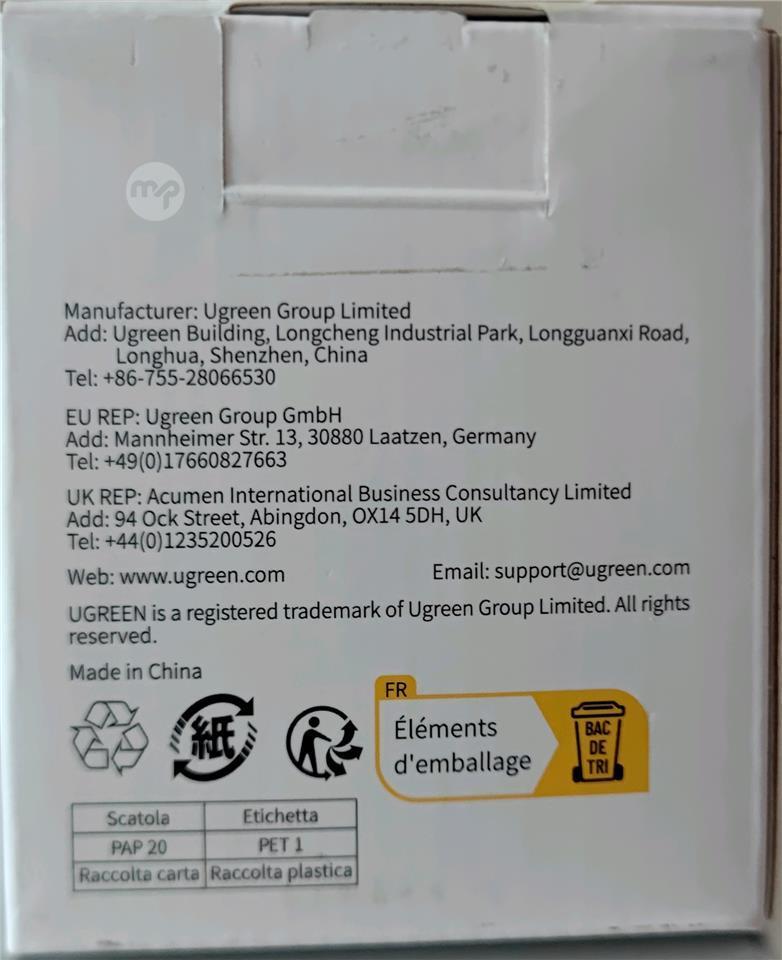 mp
Manufacturer: Ugreen Group Limited
Add: Ugreen Building, Longcheng Industrial Park, Longguanxi Road,
Longhua, Shenzhen, China
Tel: +86-755-28066530
EU REP: Ugreen Group GmbH
Add: Mannheimer Str. 13, 30880 Laatzen, Germany
Tel: +49(0)17660827663
UK REP: Acumen International Business Consultancy Limited
Add: 94 Ock Street, Abingdon, OX14 5DH, UK
Tel: +44(0)1235200526
Web: www.ugreen.com Email: support@ugreen.com
UGREEN is a registered trademark of Ugreen Group Limited. All rights
reserved.
Made in China
紙
FR
Éléments
d'emballage
BAC
DE
TRI
Scatola Etichetta
PAP 20 PET 1
Raccolta carta Raccolta plastica